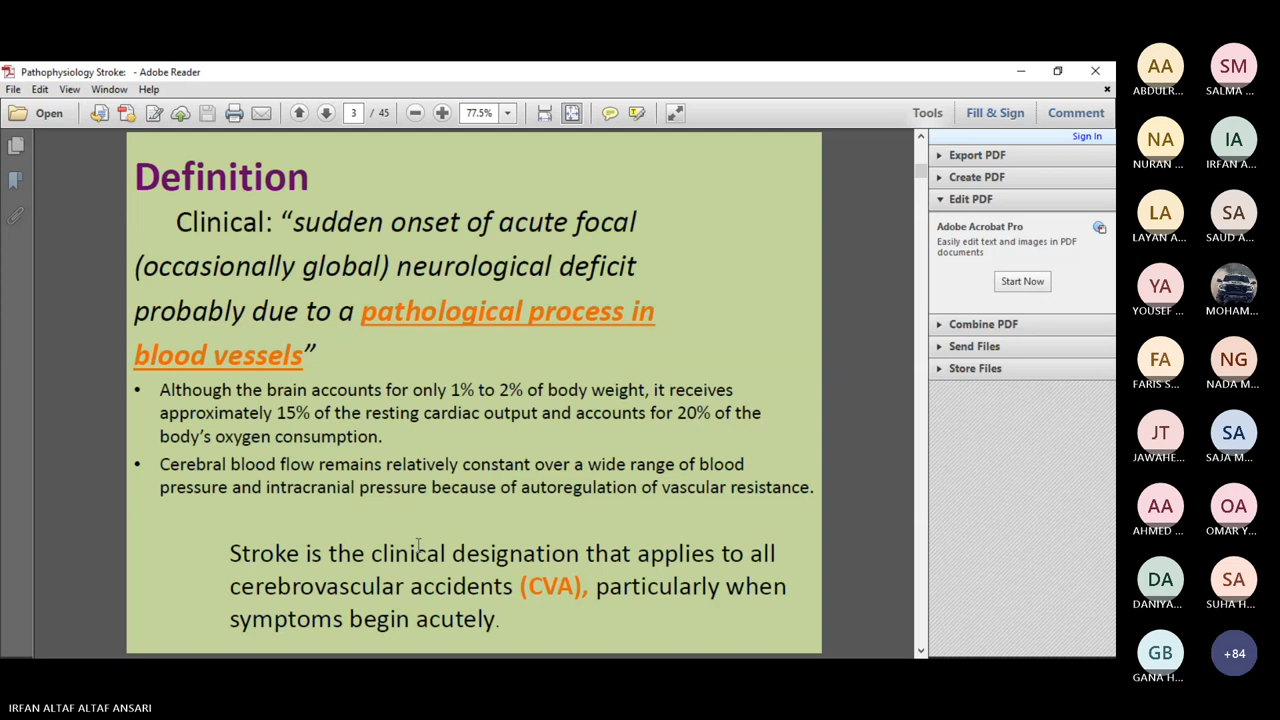 Pathophysiology Stroke: - Adobe Reader
File Edit View Window Help
Open
3 / 45
77.5%
Tools Fill & Sign Comment
Sign In
Export PDF
Create PDF
Edit PDF
Adobe Acrobat Pro
Easily edit text and images in PDF
documents
Start Now
Combine PDF
Send Files
Store Files
Definition
Clinical: “sudden onset of acute focal
(occasionally global) neurological deficit
probably due to a pathological process in
blood vessels”
• Although the brain accounts for only 1% to 2% of body weight, it receives
approximately 15% of the resting cardiac output and accounts for 20% of the
body’s oxygen consumption.
• Cerebral blood flow remains relatively constant over a wide range of blood
pressure and intracranial pressure because of autoregulation of vascular resistance.
Stroke is the clinical designation that applies to all
cerebrovascular accidents (CVA), particularly when
symptoms begin acutely.
AA SM
ABDULR... SALMA ...
NA IA
NURAN ... IRFAN A...
LA SA
LAYAN A... SAUD A...
YA
YOUSEF ... MOHAM...
FA NG
FARIS S... NADA M...
JT SA
JAWAHE... SAJA M...
AA OA
AHMED ... OMAR Y...
DA SA
DANIYA... SUHA H...
GB +84
GANA H...
IRFAN ALTAF ALTAF ANSARI